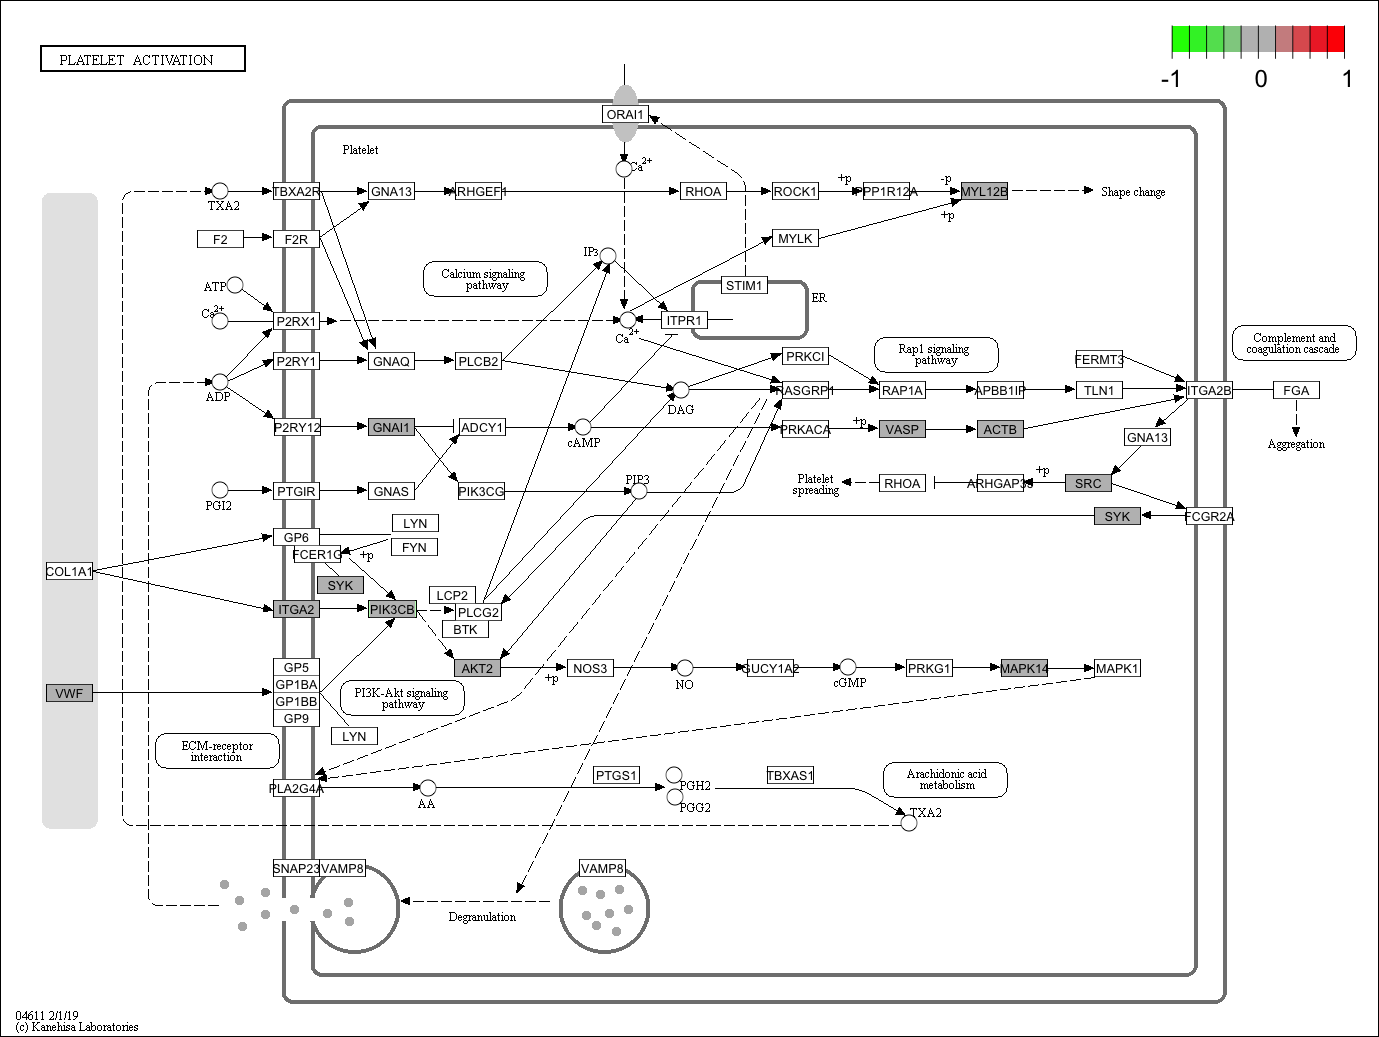 PLATELET ACTIVATION
-1 0 1
ORAI1
Platelet
Ca2+
TXA2
TBXA2R
GNA13
ARHGEF1
RHOA
ROCK1
+p
PPP1R12A
-p
MYL12B
Shape change
+p
F2
F2R
MYLK
IP3
Calcium signaling
pathway
STIM1
ER
ATP
Ca2+
P2RX1
Ca2+
ITPR1
P2RY1
GNAQ
PLCB2
PRKCI
Rap1 signaling
pathway
FERMT3
Complement and
coagulation cascade
ADP
DAG
RASGRP1
RAP1A
APBB1IP
TLN1
ITGA2B
FGA
P2RY12
GNAI1
ADCY1
cAMP
PRKACA
+p
VASP
ACTB
GNA13
Aggregation
PGI2
PTGIR
GNAS
PIK3CG
PIP3
Platelet
spreading
RHOA
ARHGAP35
+p
SRC
SYK
FCGR2A
GP6
LYN
FYN
FCER1G
+p
COL1A1
SYK
LCP2
ITGA2
PIK3CB
PLCG2
BTK
GP5
GP1BA
GP1BB
GP9
VWF
AKT2
+p
NOS3
NO
GUCY1A2
cGMP
PRKG1
MAPK14
MAPK1
PI3K-Akt signaling
pathway
LYN
ECM-receptor
interaction
PLA2G4A
AA
PTGS1
PGH2
PGG2
TBXAS1
Arachidonic acid
metabolism
TXA2
SNAP23
VAMP8
VAMP8
Degranulation
04611 2/1/19
(c) Kanehisa Laboratories